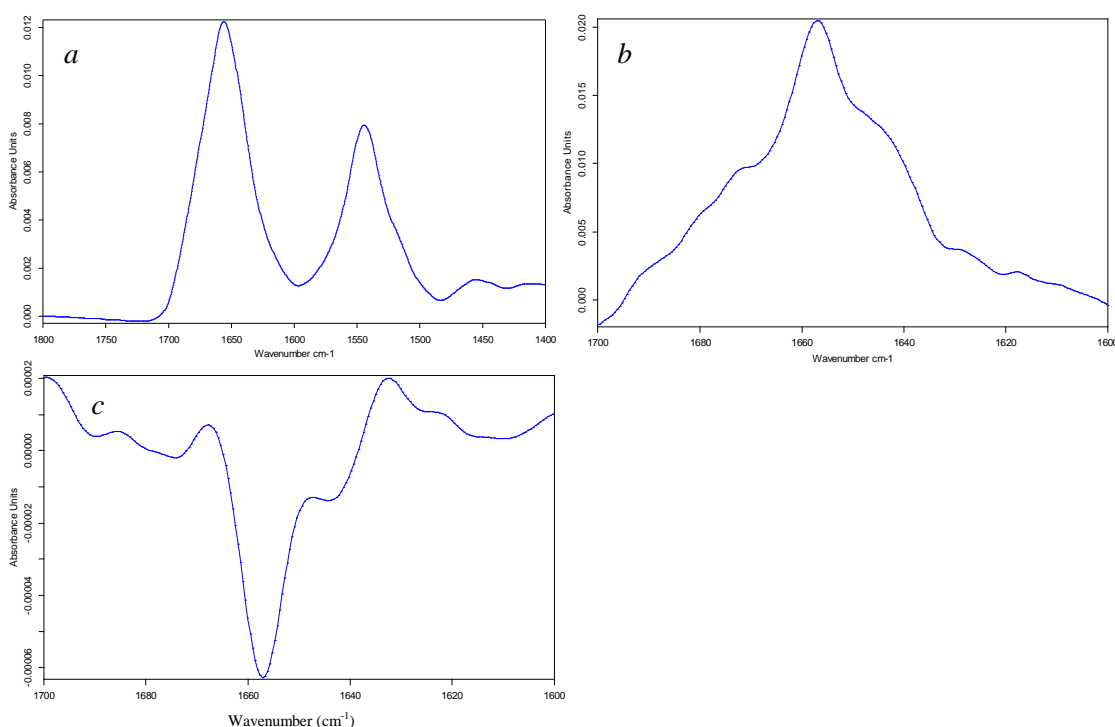 a
Absorbance Units
0.012
0.010
0.008
0.006
0.004
0.002
0.000
1800 1750 1700 1650 1600 1550 1500 1450 1400
Wavenumber cm-1
b
Absorbance Units
0.020
0.015
0.010
0.005
0.000
1700 1680 1660 1640 1620 1600
Wavenumber cm-1
c
Absorbance Units
0.00002
0.00000
-0.00002
-0.00004
-0.00006
1700 1680 1660 1640 1620 1600
Wavenumber (cm-1)